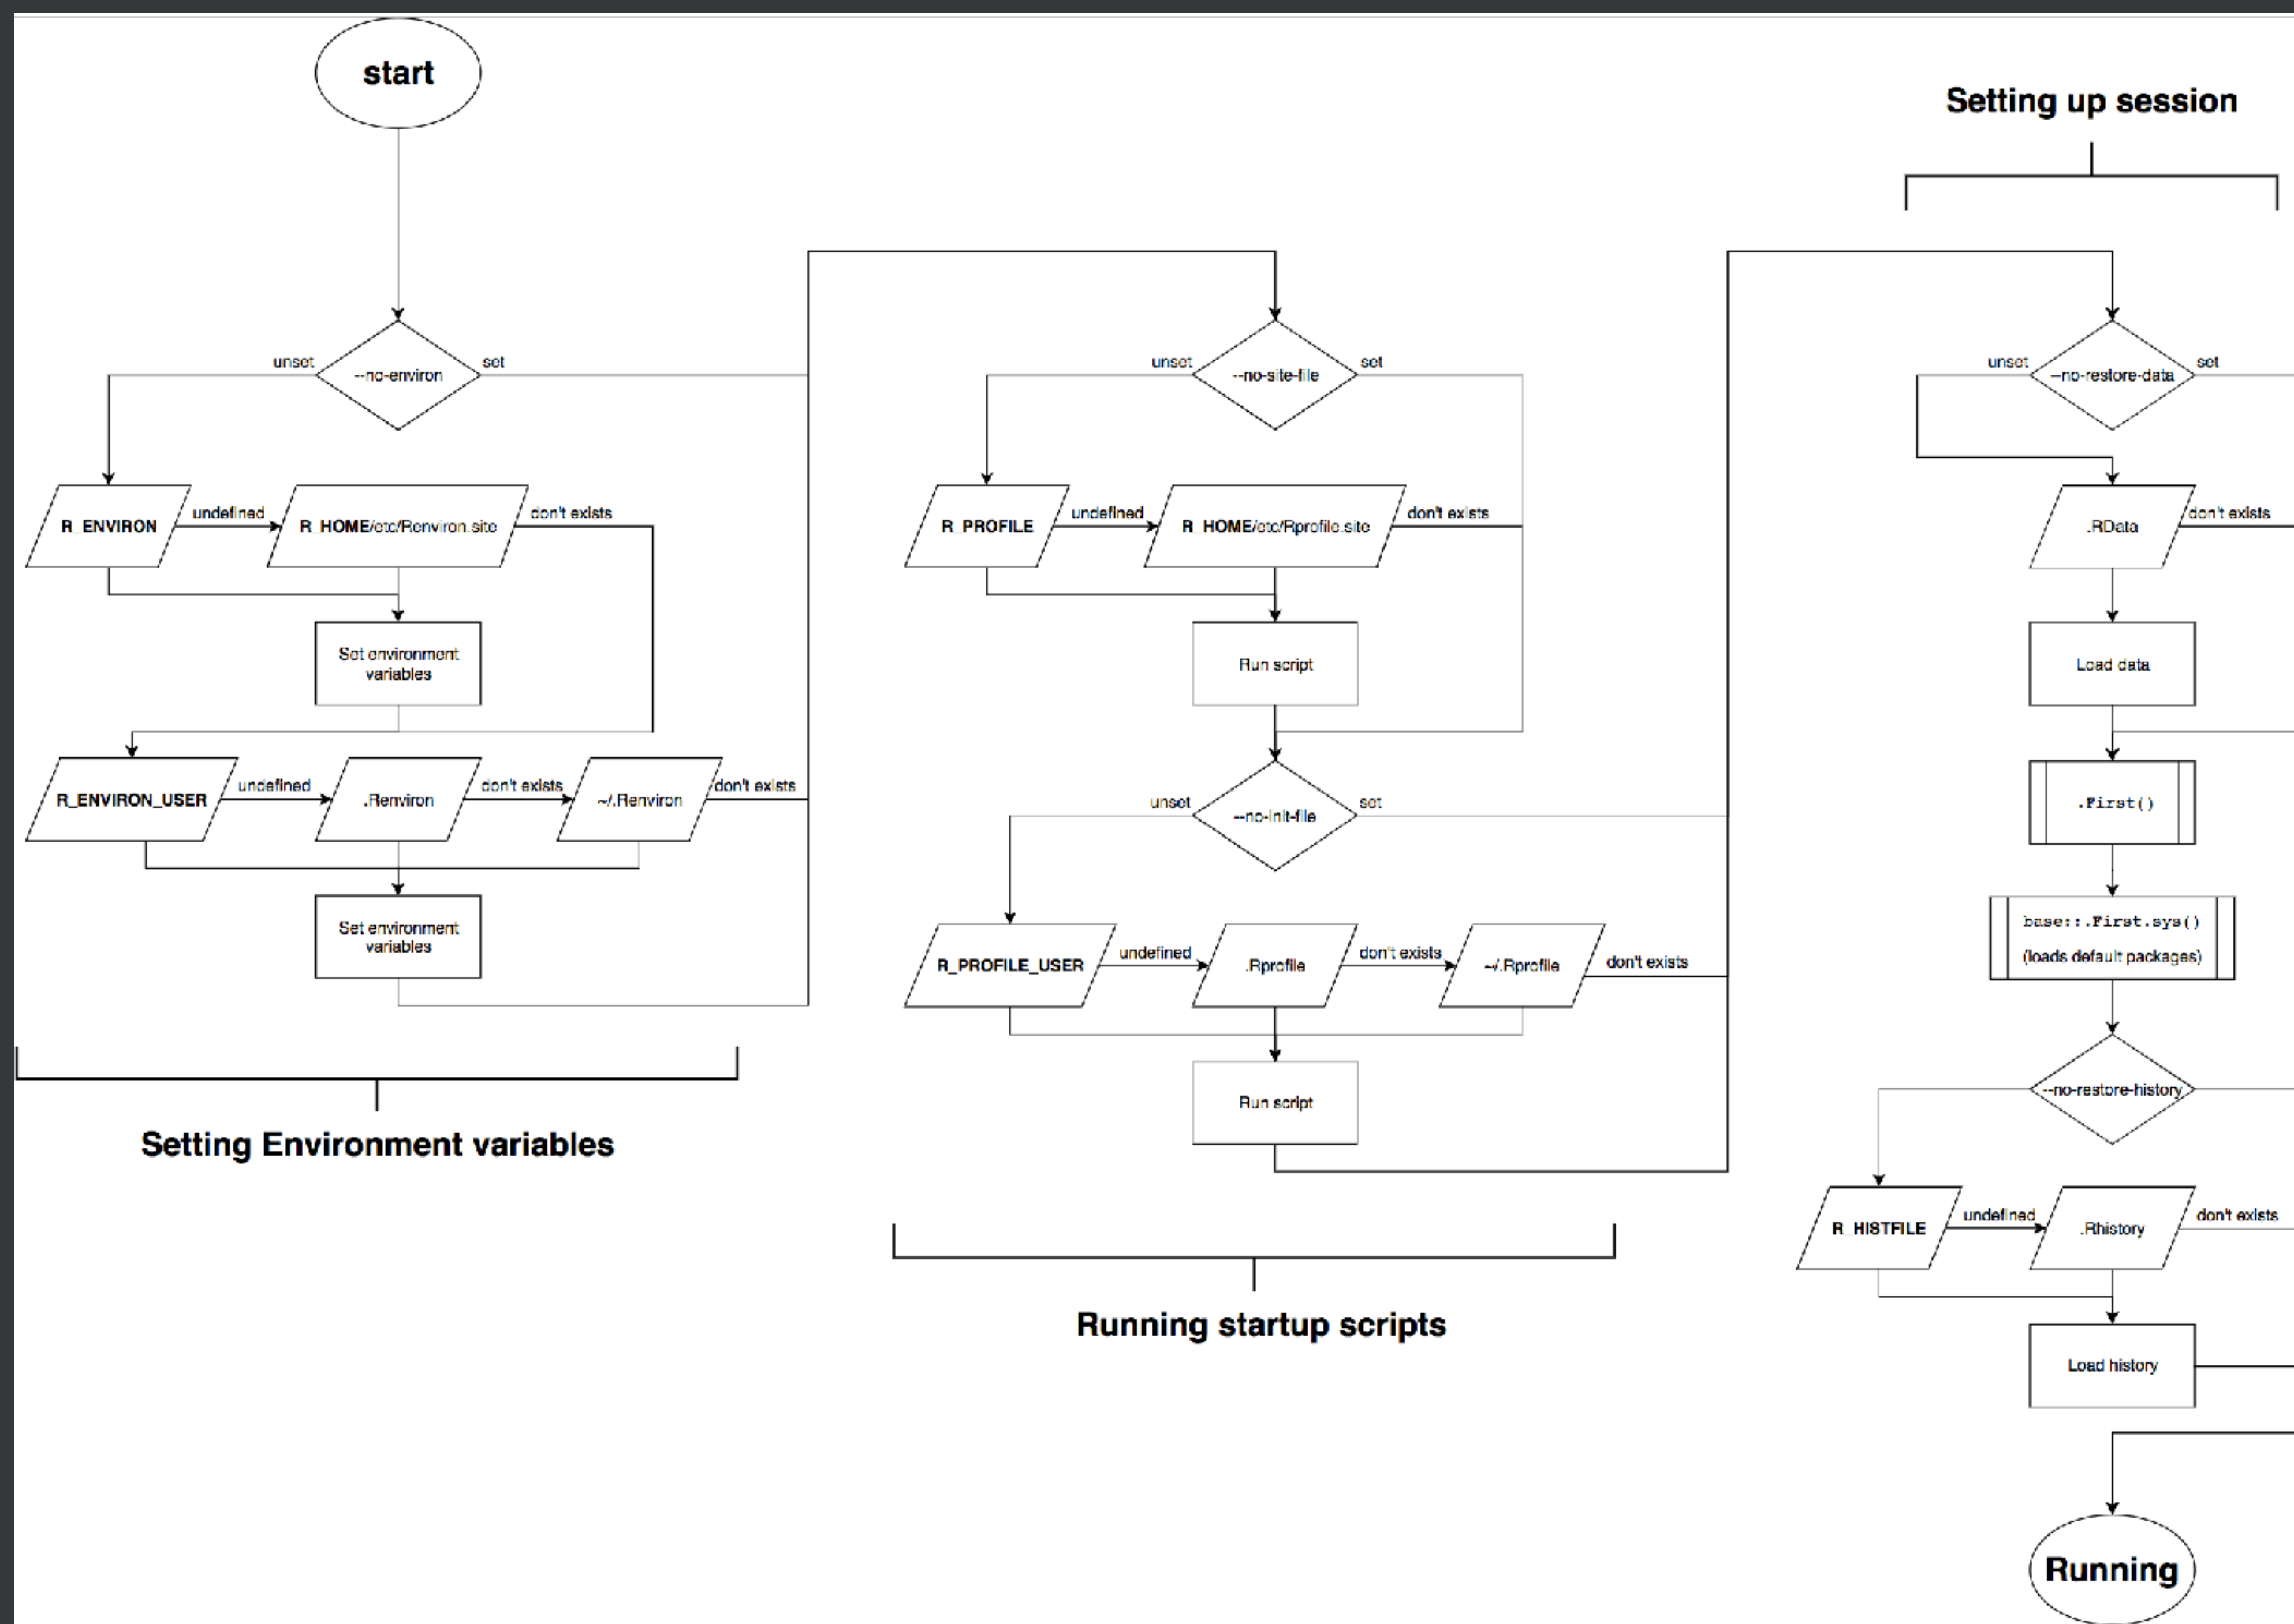 start
--no-environ
unset
set
R_ENVIRON
undefined
R_HOME/etc/Renviron.site
don't exists
Set environment
variables
R_ENVIRON_USER
undefined
.Renviron
don't exists
~/.Renviron
don't exists
Set environment
variables
Setting Environment variables
--no-site-file
unset
set
R_PROFILE
undefined
R_HOME/etc/Rprofile.site
don't exists
Run script
--no-init-file
unset
set
R_PROFILE_USER
undefined
.Rprofile
don't exists
~/.Rprofile
don't exists
Run script
Running startup scripts
Setting up session
--no-restore-data
unset
set
.RData
don't exists
Load data
.First()
base::.First.sys()
(loads default packages)
--no-restore-history
R_HISTFILE
undefined
.Rhistory
don't exists
Load history
Running